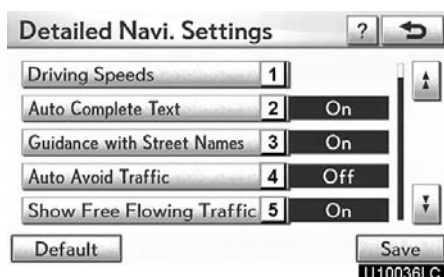 Detailed Navi. Settings ?
Driving Speeds 1
Auto Complete Text 2 On
Guidance with Street Names 3 On
Auto Avoid Traffic 4 Off
Show Free Flowing Traffic 5 On
Default Save
U10036LC